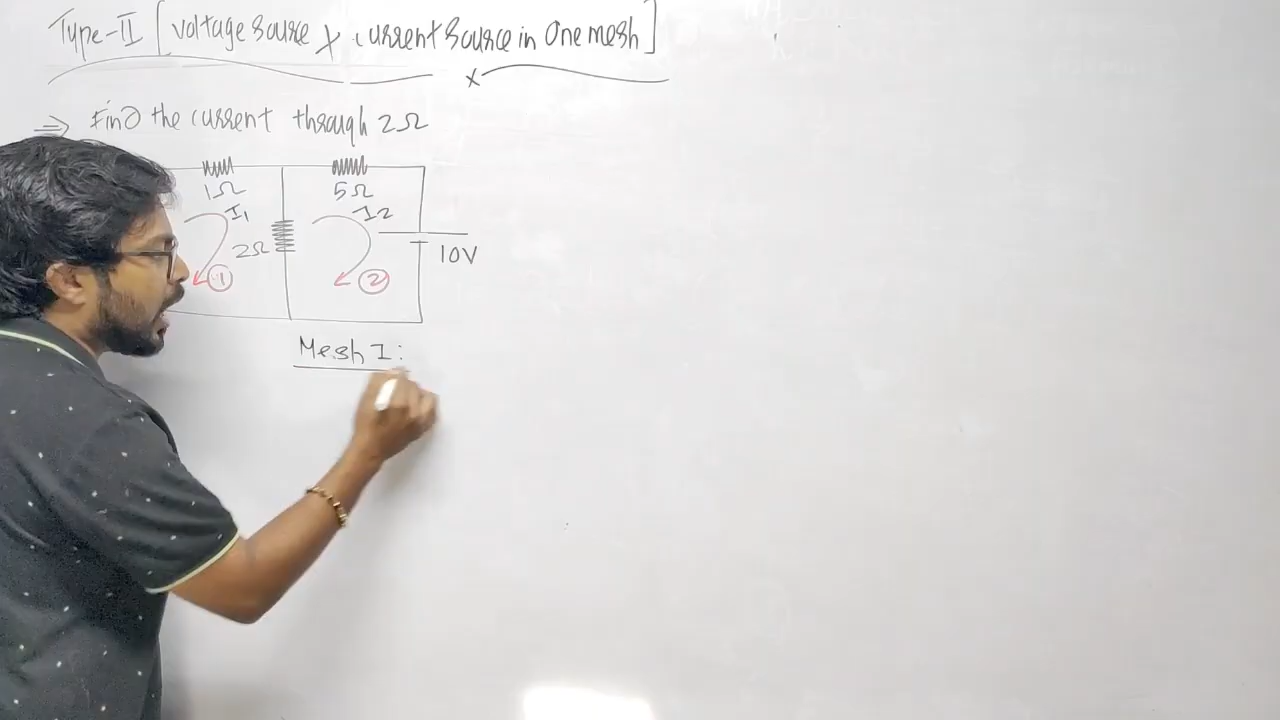 Type-II [voltage source & current source in one mesh]
⇒ Find the current through 2Ω
1Ω 5Ω
I1 I2
2Ω
10V
1 2
Mesh I: